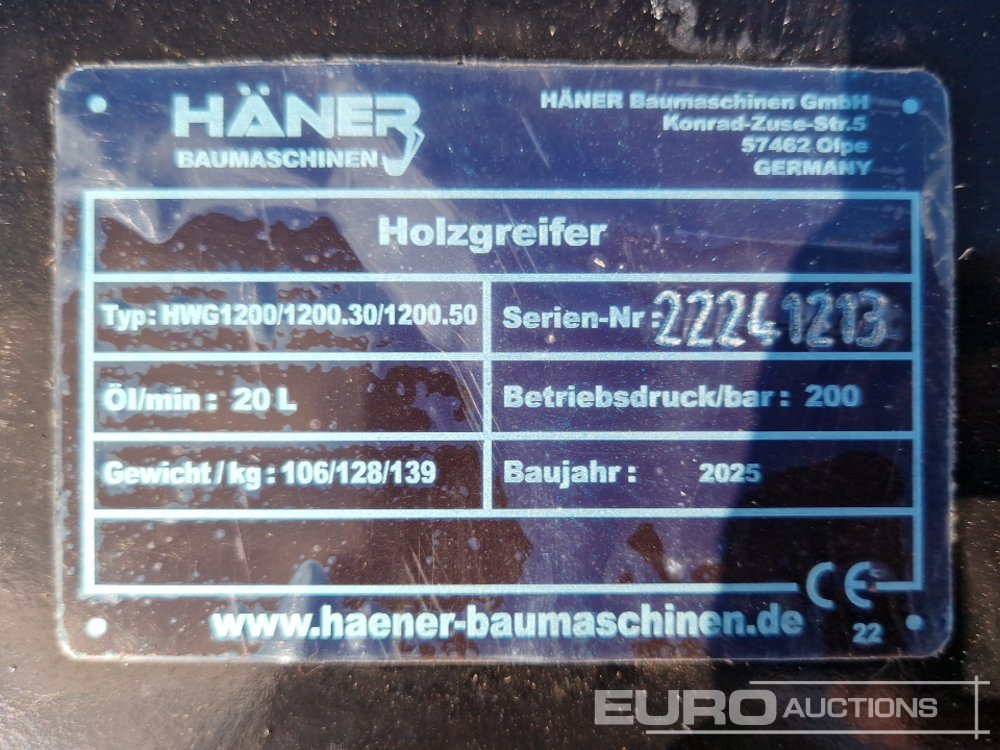 HÄNER
BAUMASCHINEN
HÄNER Baumaschinen GmbH
Konrad-Zuse-Str.5
57462 Olpe
GERMANY
Holzgreifer
Typ: HWG1200/1200.30/1200.50
Serien-Nr: 22241213
Öl/min: 20 L
Betriebsdruck/bar: 200
Gewicht/kg: 106/128/139
Baujahr: 2025
CE
www.haener-baumaschinen.de
22
EURO AUCTIONS